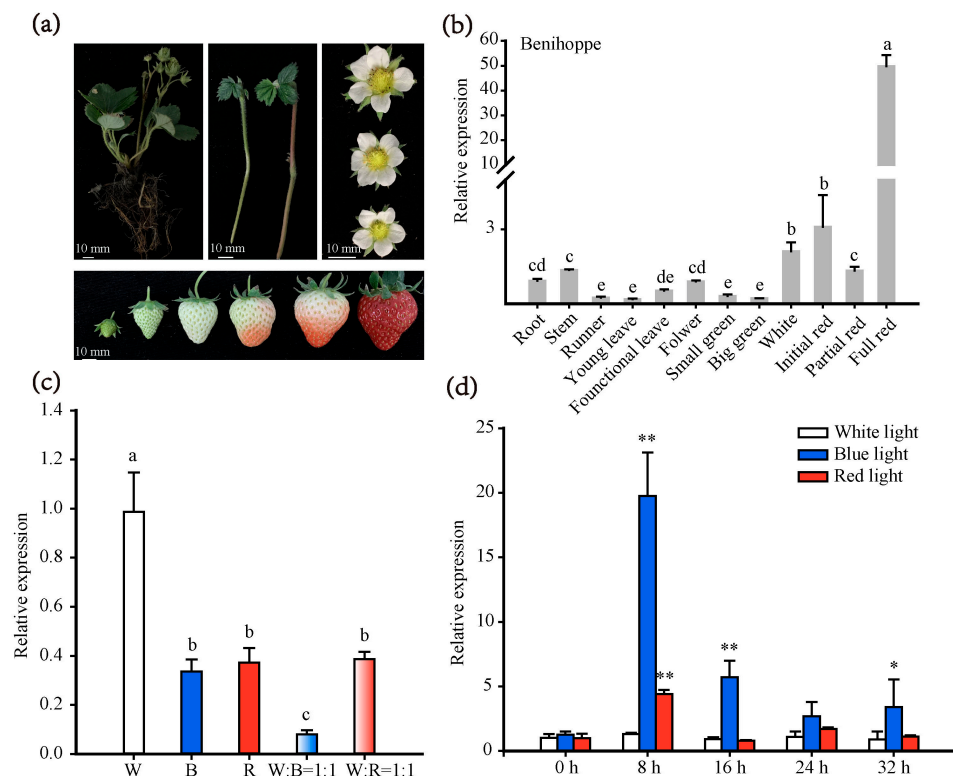 (a)
10 mm
10 mm
10 mm
10 mm
(b)
Benihoppe
Relative expression
60
50
40
30
20
10
3
cd
c
e
e
de
cd
e
e
b
b
c
a
Root
Stem
Runner
Young leave
Founctional leave
Folwer
Small green
Big green
White
Initial red
Partial red
Full red
(c)
Relative expression
1.4
1.2
1.0
0.8
0.6
0.4
0.2
0.0
a
b
b
c
b
W
B
R
W:B=1:1
W:R=1:1
(d)
Relative expression
25
20
15
10
5
0
White light
Blue light
Red light
**
**
**
*
0 h
8 h
16 h
24 h
32 h